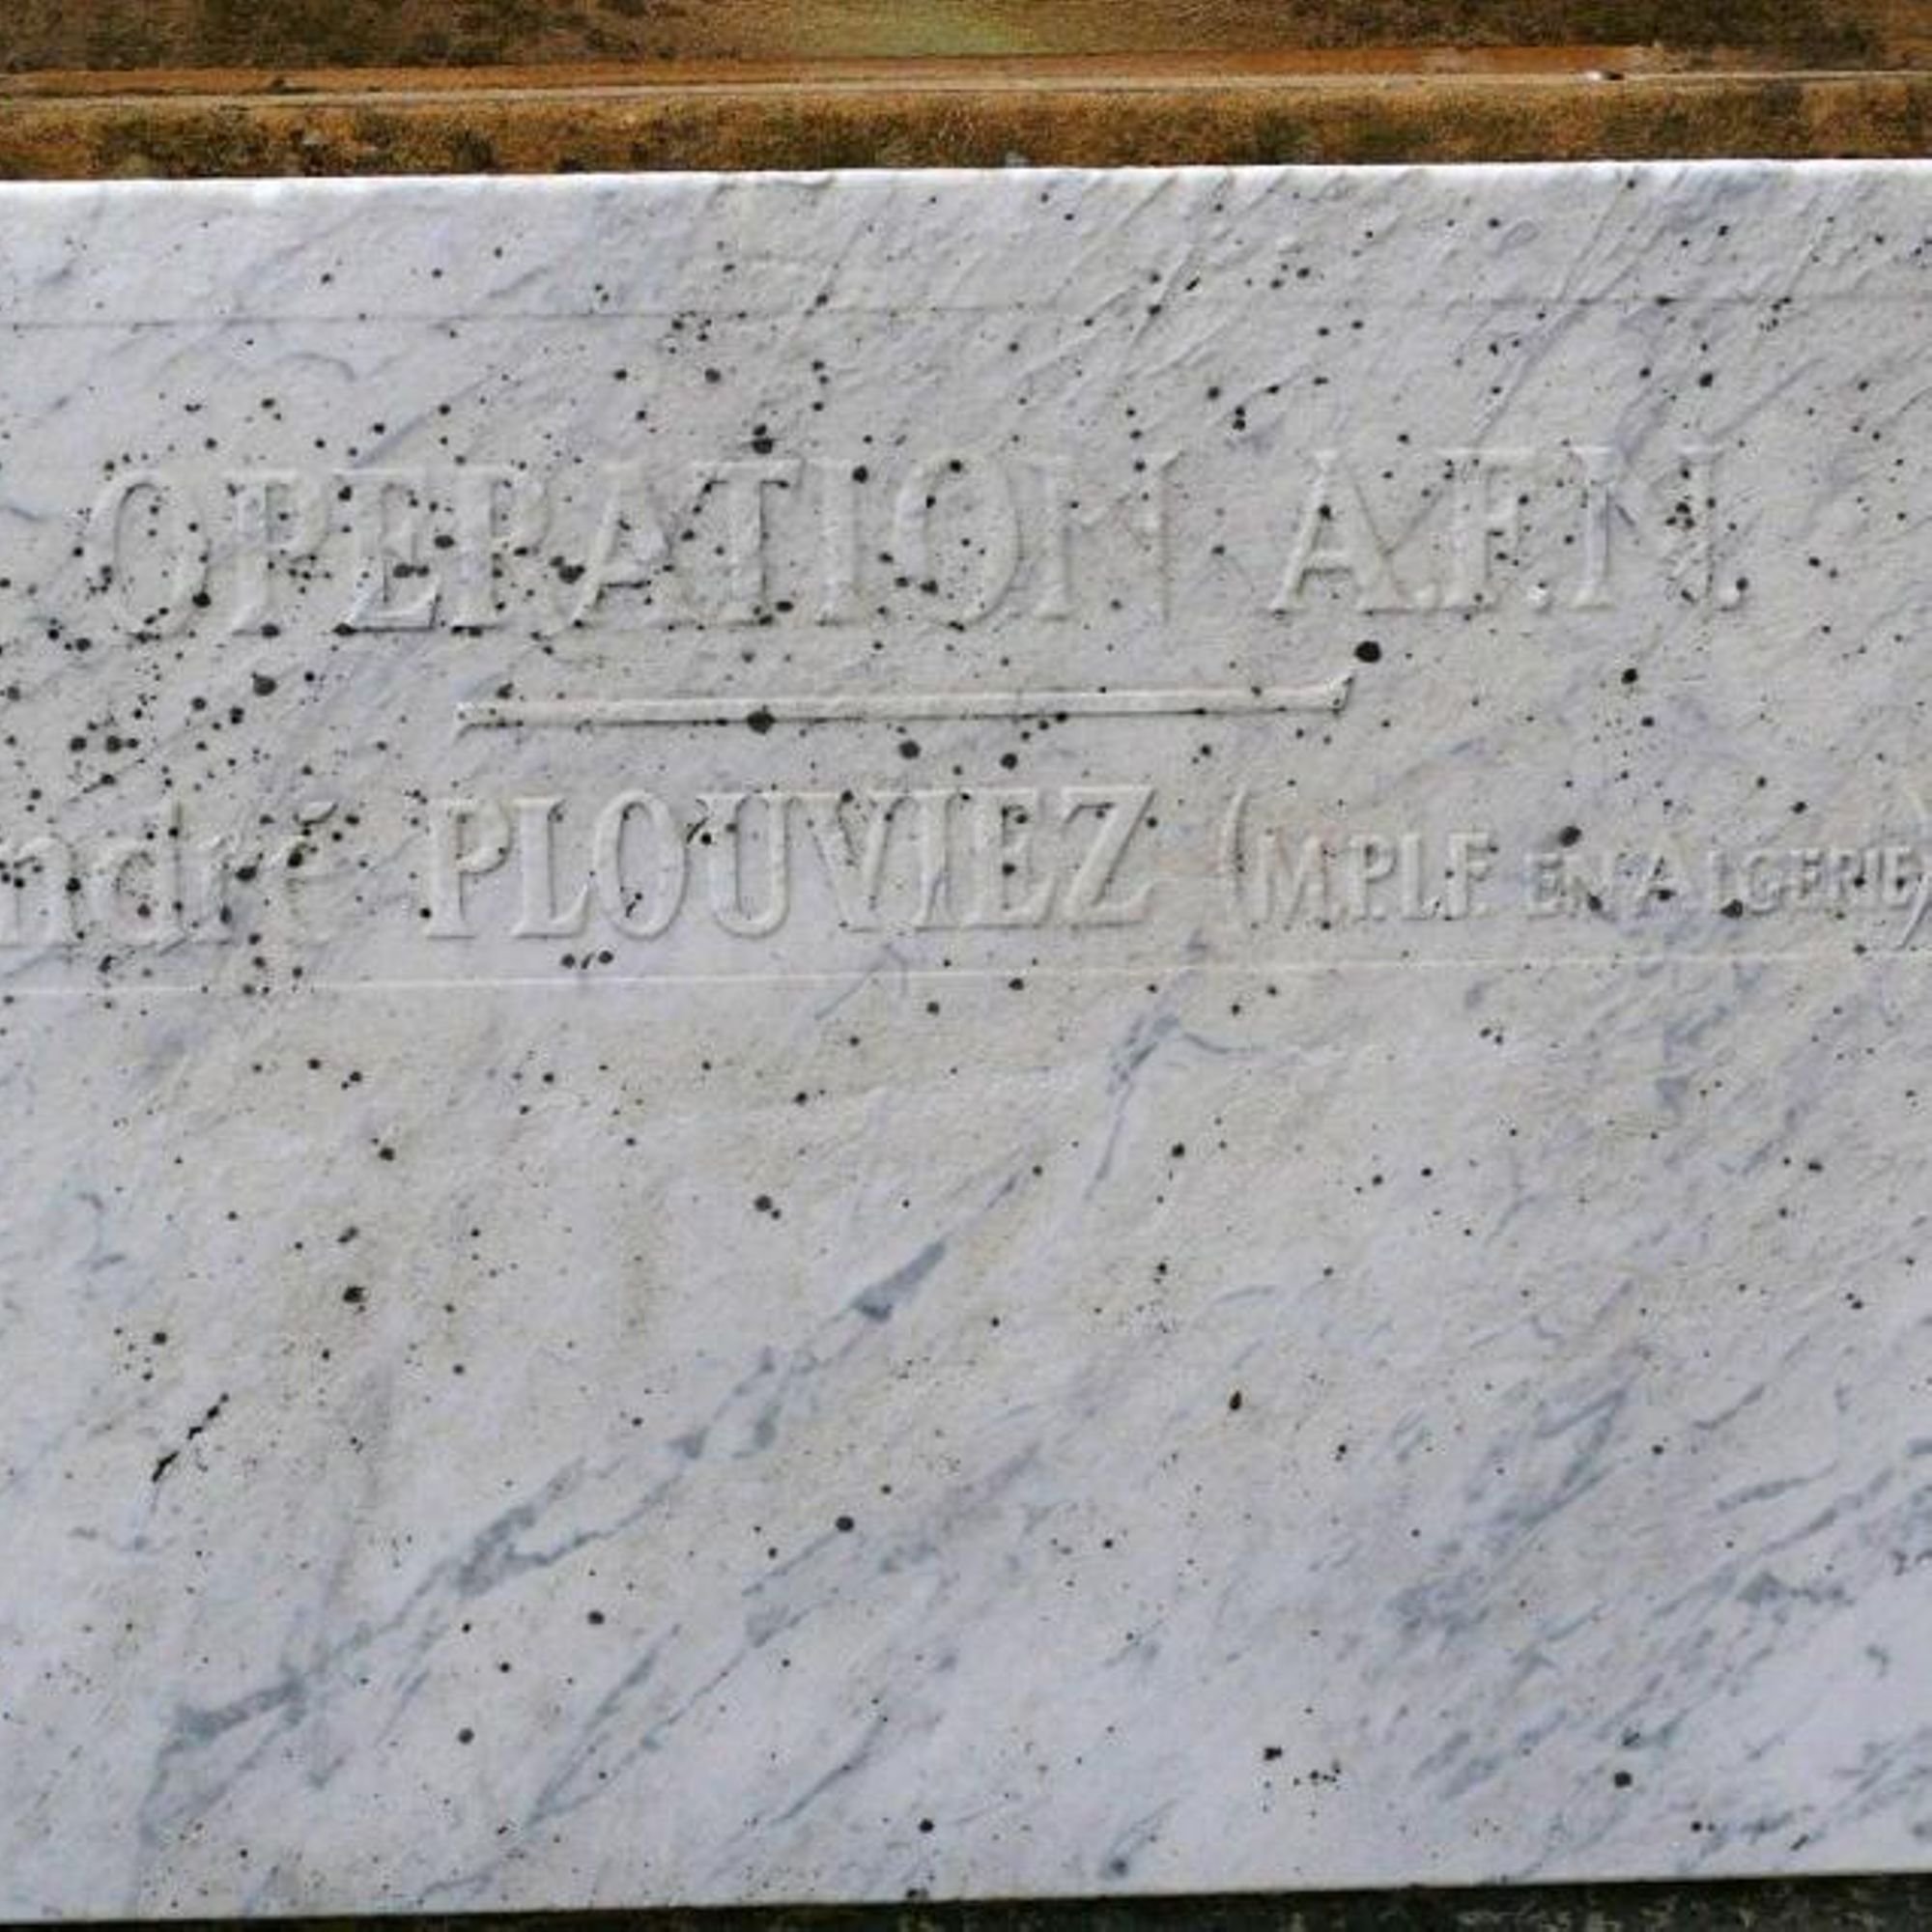 OPERATION A.F.N.
ndré PLOUVIEZ (M.P.L.F. EN ALGERIE)